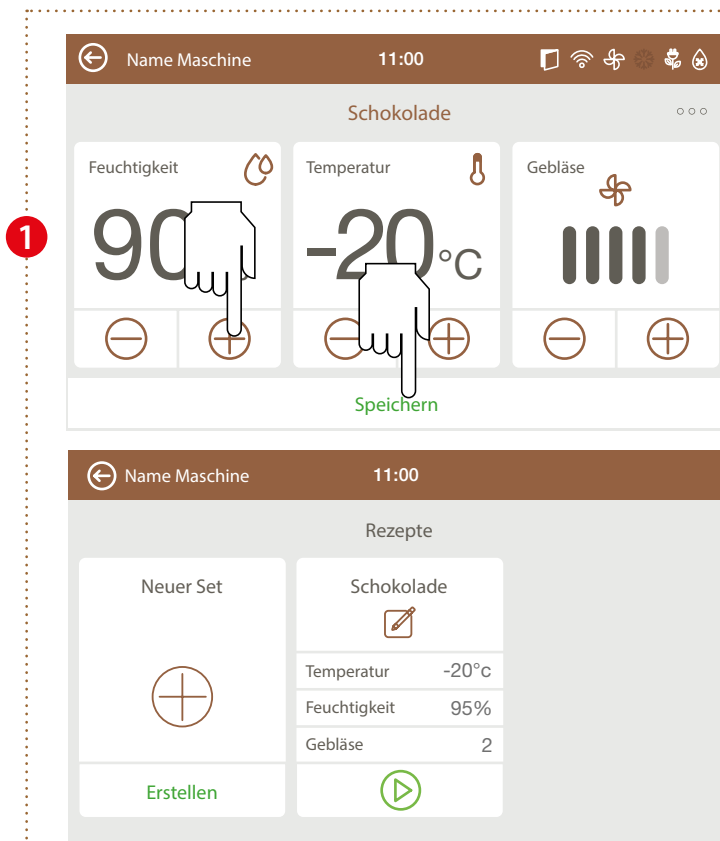 1
Name Maschine 11:00
Schokolade
Feuchtigkeit Temperatur Gebläse
90 -20°C
Speichern
Name Maschine 11:00
Rezepte
Neuer Set Schokolade
Temperatur -20°c
Feuchtigkeit 95%
Gebläse 2
Erstellen